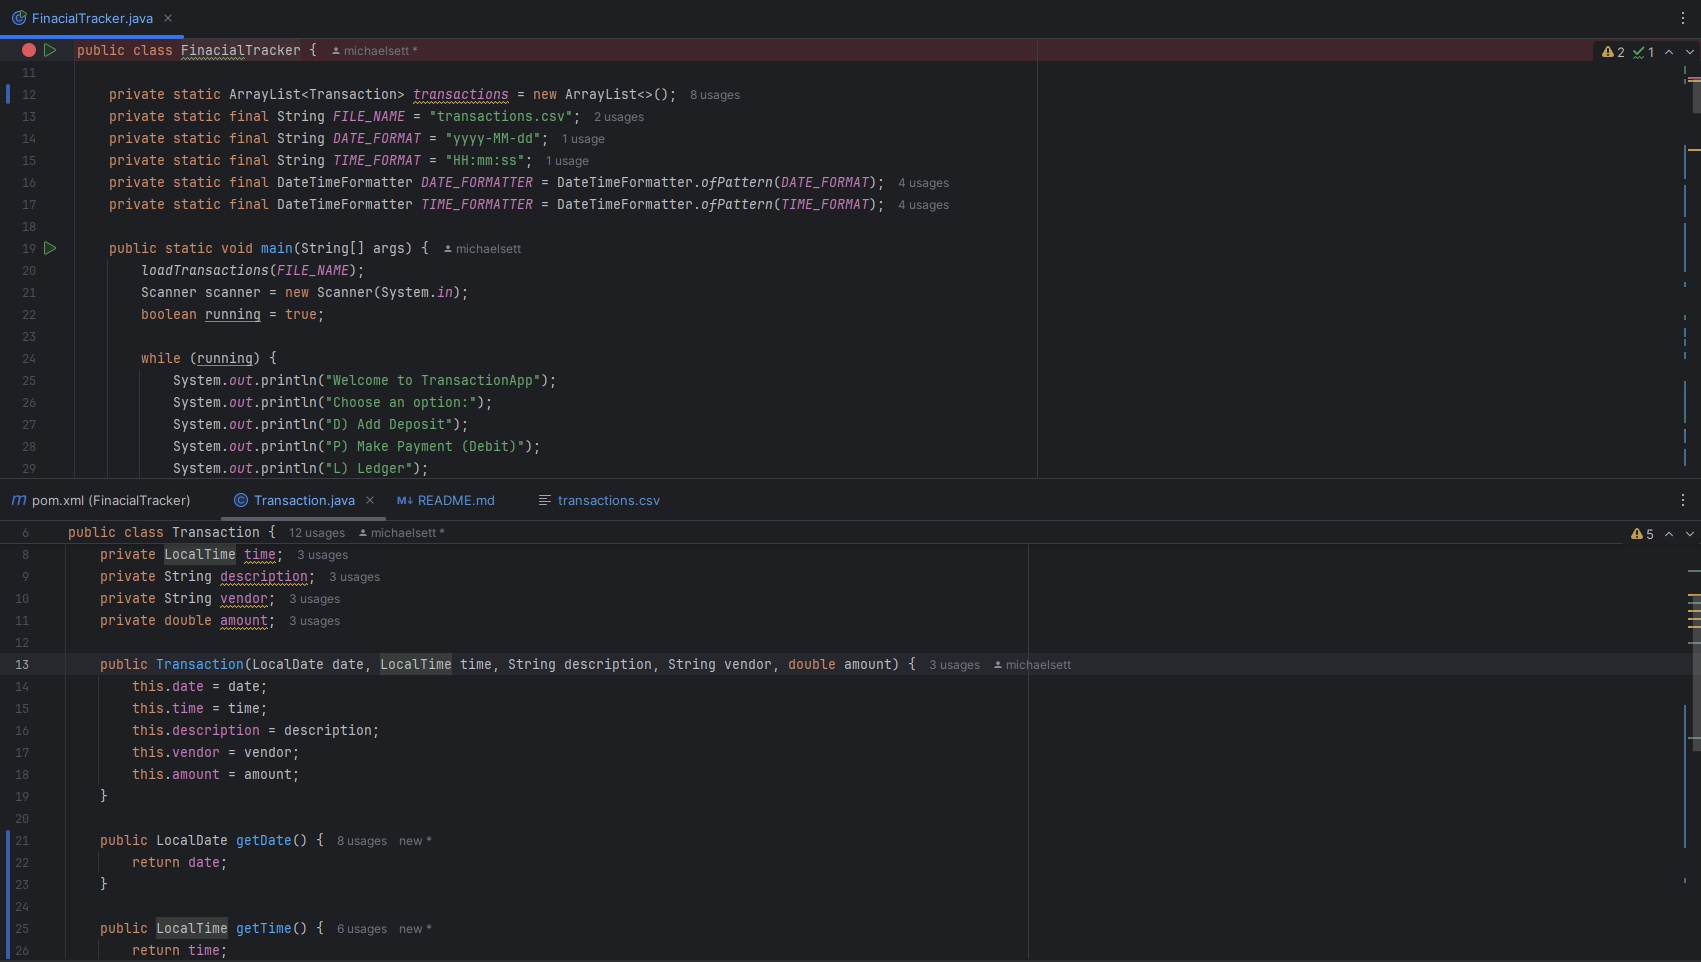 FinacialTracker.java
public class FinacialTracker { michaelsett *
2 1
11
12 private static ArrayList<Transaction> transactions = new ArrayList<>(); 8 usages
13 private static final String FILE_NAME = "transactions.csv"; 2 usages
14 private static final String DATE_FORMAT = "yyyy-MM-dd"; 1 usage
15 private static final String TIME_FORMAT = "HH:mm:ss"; 1 usage
16 private static final DateTimeFormatter DATE_FORMATTER = DateTimeFormatter.ofPattern(DATE_FORMAT); 4 usages
17 private static final DateTimeFormatter TIME_FORMATTER = DateTimeFormatter.ofPattern(TIME_FORMAT); 4 usages
18
19 public static void main(String[] args) { michaelsett
20 loadTransactions(FILE_NAME);
21 Scanner scanner = new Scanner(System.in);
22 boolean running = true;
23
24 while (running) {
25 System.out.println("Welcome to TransactionApp");
26 System.out.println("Choose an option:");
27 System.out.println("D) Add Deposit");
28 System.out.println("P) Make Payment (Debit)");
29 System.out.println("L) Ledger");
m pom.xml (FinacialTracker) C Transaction.java M↓ README.md transactions.csv
6 public class Transaction { 12 usages michaelsett * 5
8 private LocalTime time; 3 usages
9 private String description; 3 usages
10 private String vendor; 3 usages
11 private double amount; 3 usages
12
13 public Transaction(LocalDate date, LocalTime time, String description, String vendor, double amount) { 3 usages michaelsett
14 this.date = date;
15 this.time = time;
16 this.description = description;
17 this.vendor = vendor;
18 this.amount = amount;
19 }
20
21 public LocalDate getDate() { 8 usages new *
22 return date;
23 }
24
25 public LocalTime getTime() { 6 usages new *
26 return time;